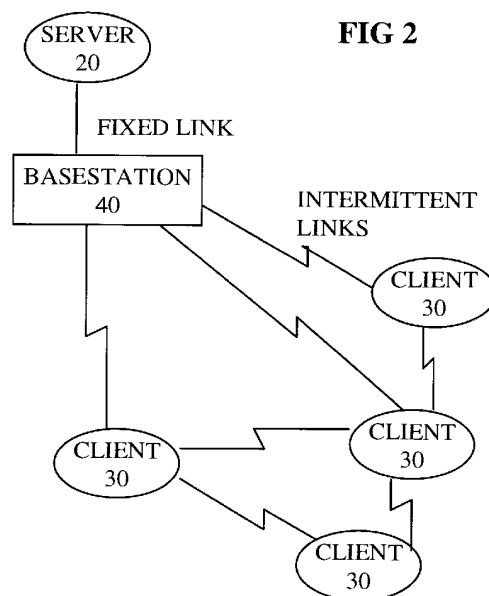 FIG 2
SERVER
20
FIXED LINK
BASESTATION
40
INTERMITTENT
LINKS
CLIENT
30
CLIENT
30
CLIENT
30
CLIENT
30